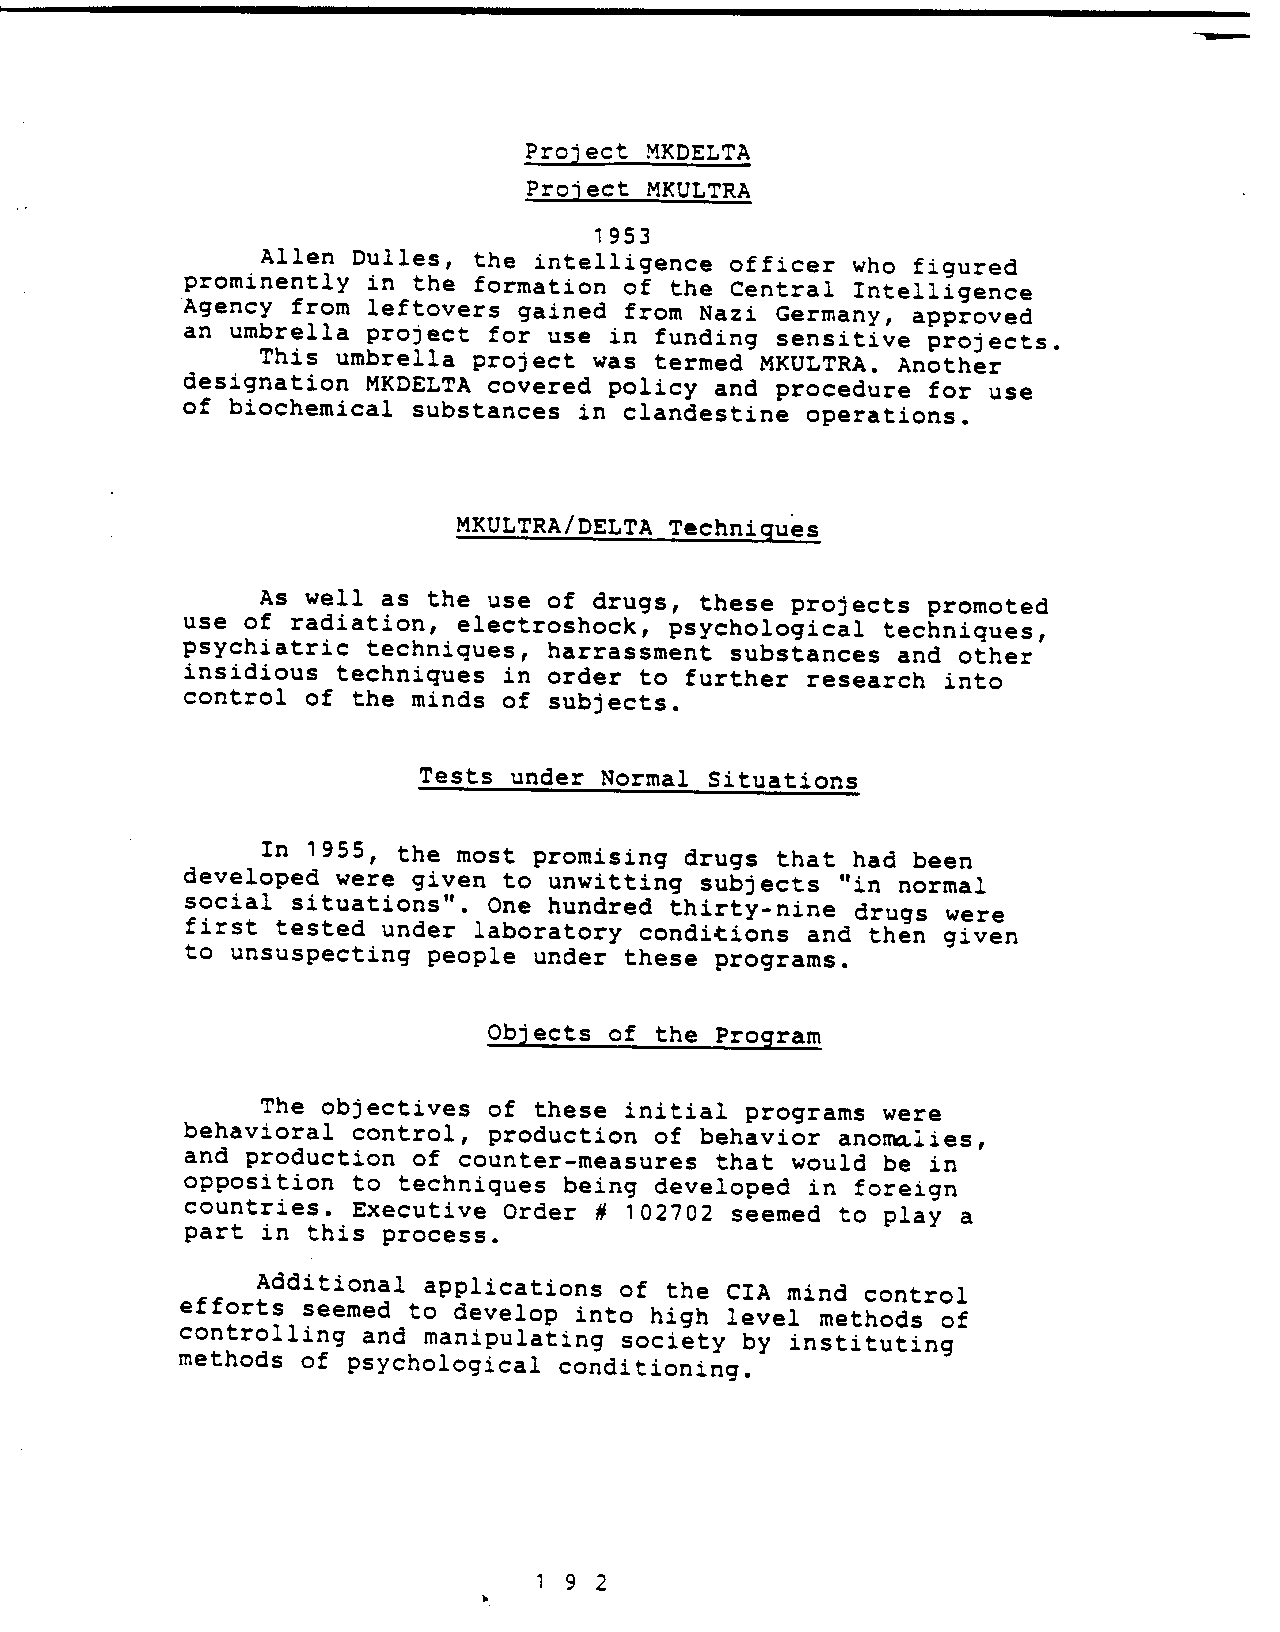 Project MKDELTA
Project MKULTRA
1953
Allen Dulles, the intelligence officer who figured
prominently in the formation of the Central Intelligence
Agency from leftovers gained from Nazi Germany, approved
an umbrella project for use in funding sensitive projects.
This umbrella project was termed MKULTRA. Another
designation MKDELTA covered policy and procedure for use
of biochemical substances in clandestine operations.
MKULTRA/DELTA Techniques
As well as the use of drugs, these projects promoted
use of radiation, electroshock, psychological techniques,
psychiatric techniques, harrassment substances and other
insidious techniques in order to further research into
control of the minds of subjects.
Tests under Normal Situations
In 1955, the most promising drugs that had been
developed were given to unwitting subjects "in normal
social situations". One hundred thirty-nine drugs were
first tested under laboratory conditions and then given
to unsuspecting people under these programs.
Objects of the Program
The objectives of these initial programs were
behavioral control, production of behavior anomalies,
and production of counter-measures that would be in
opposition to techniques being developed in foreign
countries. Executive Order # 102702 seemed to play a
part in this process.
Additional applications of the CIA mind control
efforts seemed to develop into high level methods of
controlling and manipulating society by instituting
methods of psychological conditioning.
1 9 2